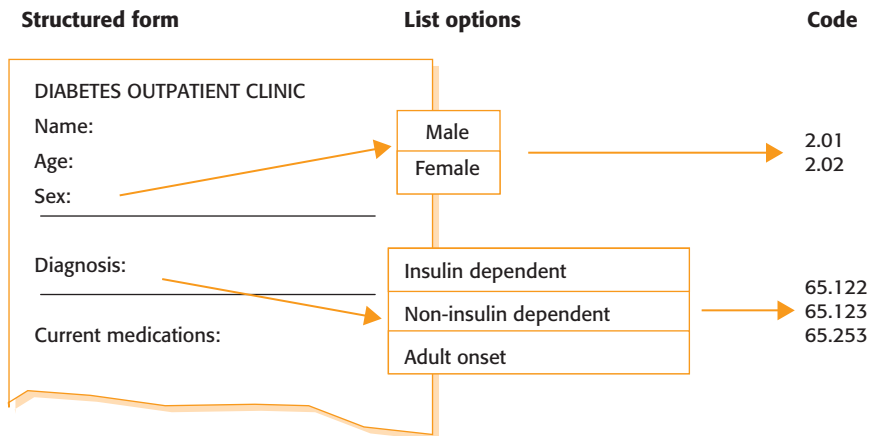 Structured form
List options
Code
DIABETES OUTPATIENT CLINIC
Name:
Age:
Sex:
Male
Female
2.01
2.02
Diagnosis:
Current medications:
Insulin dependent
Non-insulin dependent
Adult onset
65.122
65.123
65.253